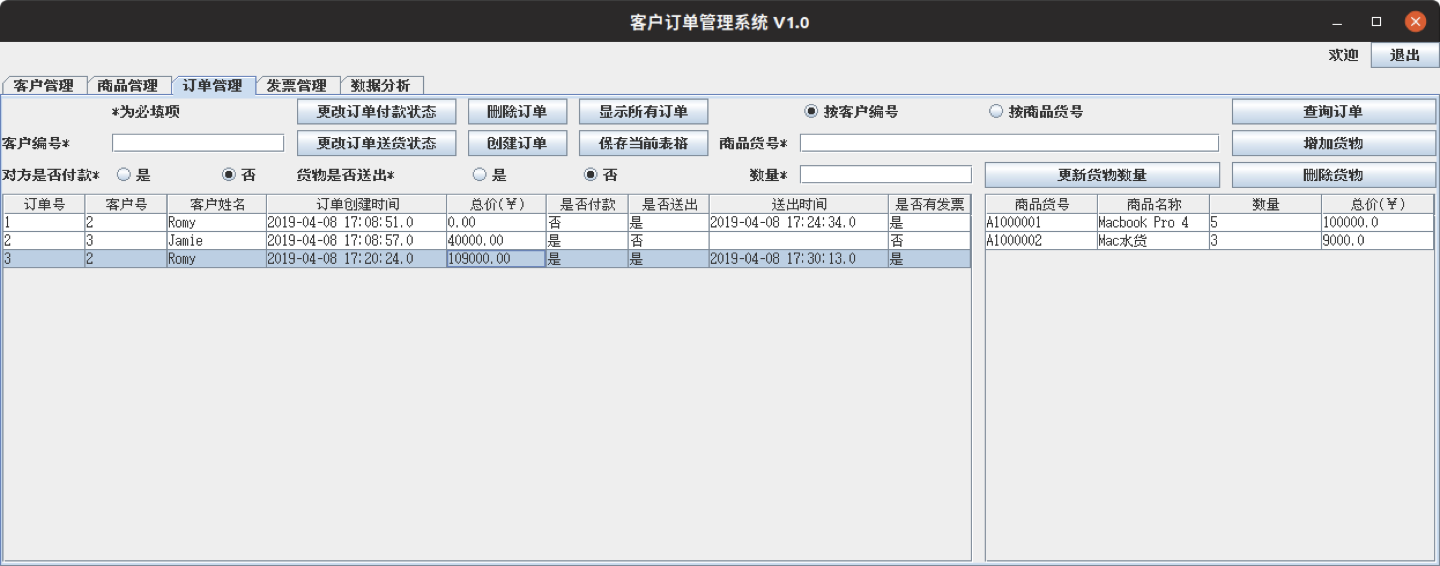 客户订单管理系统 V1.0
欢迎 退出
客户管理 商品管理 订单管理 发票管理 数据分析
*为必填项 更改订单付款状态 删除订单 显示所有订单 按客户编号 按商品货号 查询订单
客户编号* 更改订单送货状态 创建订单 保存当前表格 商品货号* 增加货物
对方是否付款* 是 否 货物是否送出* 是 否 数量* 更新货物数量 删除货物
订单号 客户号 客户姓名 订单创建时间 总价(¥) 是否付款 是否送出 送出时间 是否有发票 商品货号 商品名称 数量 总价(¥)
1 2 Romy 2019-04-08 17:08:51.0 0.00 否 是 2019-04-08 17:24:34.0 是 A1000001 Macbook Pro 4 5 100000.0
2 3 Jamie 2019-04-08 17:08:57.0 40000.00 是 否 否 A1000002 Mac水货 3 9000.0
3 2 Romy 2019-04-08 17:20:24.0 109000.00 是 是 2019-04-08 17:30:13.0 是